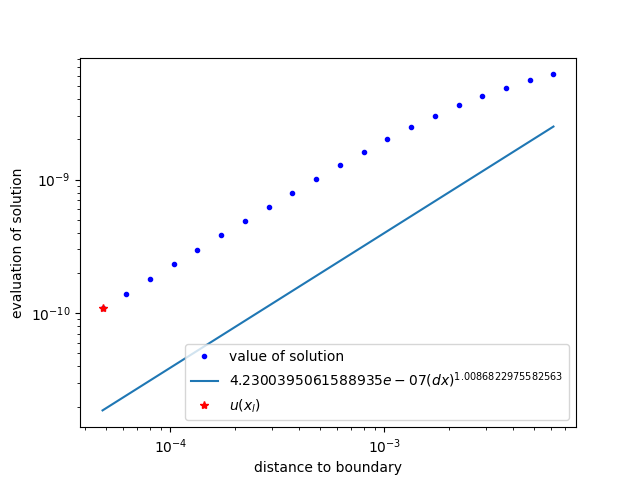 evaluation of solution
10^{-9}
10^{-10}
value of solution
4.2300395061588935e − 07(dx)^{1.0086822975582563}
u(x_l)
10^{-4} 10^{-3}
distance to boundary